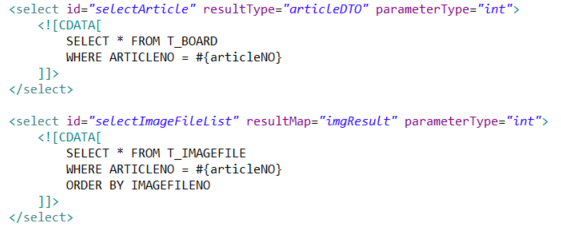 <select id="selectArticle" resultType="articleDTO" parameterType="int">
<![CDATA[
SELECT * FROM T_BOARD
WHERE ARTICLENO = #{articleNO}
]]>
</select>
<select id="selectImageFileList" resultMap="imgResult" parameterType="int">
<![CDATA[
SELECT * FROM T_IMAGEFILE
WHERE ARTICLENO = #{articleNO}
ORDER BY IMAGEFILENO
]]>
</select>